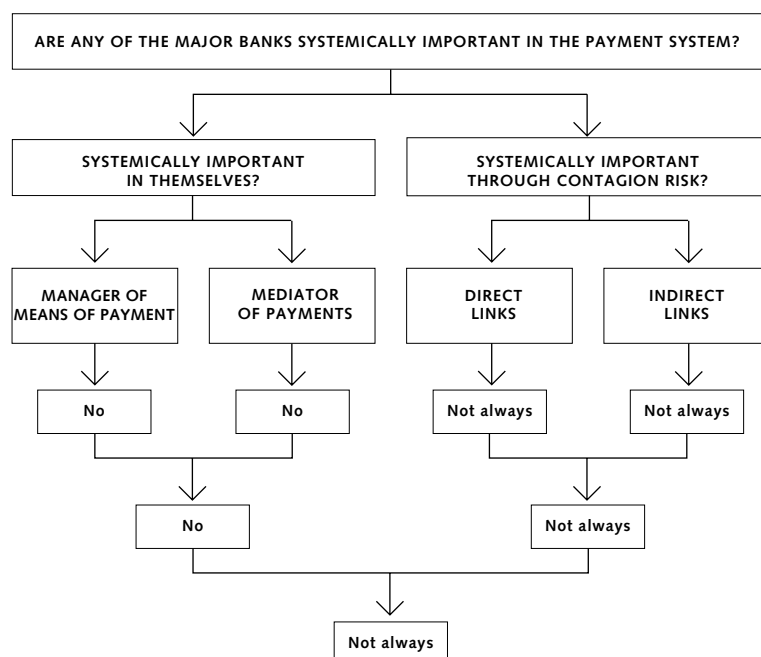 ARE ANY OF THE MAJOR BANKS SYSTEMICALLY IMPORTANT IN THE PAYMENT SYSTEM?
SYSTEMICALLY IMPORTANT
IN THEMSELVES?
SYSTEMICALLY IMPORTANT
THROUGH CONTAGION RISK?
MANAGER OF
MEANS OF PAYMENT
MEDIATOR
OF PAYMENTS
DIRECT
LINKS
INDIRECT
LINKS
No
No
Not always
Not always
No
Not always
Not always